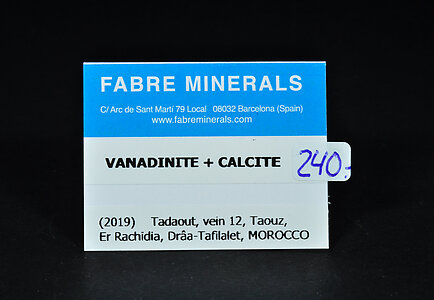 FABRE MINERALS
C/ Arc de Sant Martí 79 Local   08032 Barcelona (Spain)
www.fabreminerals.com
VANADINITE + CALCITE
240.-
(2019)   Tadaout, vein 12, Taouz,
Er Rachidia, Drâa-Tafilalet, MOROCCO